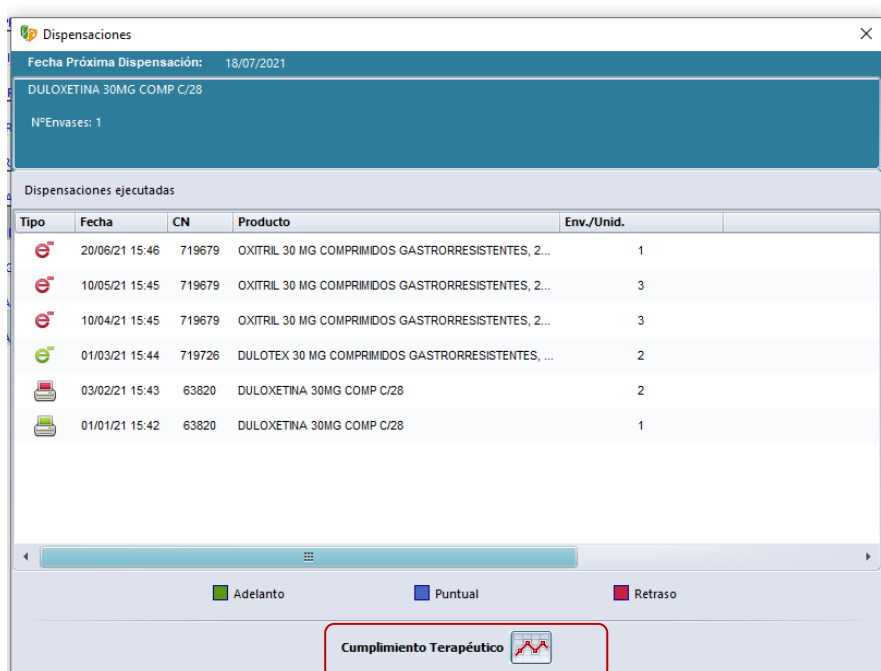 Dispensaciones
Fecha Próxima Dispensación: 18/07/2021
DULOXETINA 30MG COMP C/28
NºEnvases: 1
Dispensaciones ejecutadas
Tipo Fecha CN Producto Env./Unid.
20/06/21 15:46 719679 OXITRIL 30 MG COMPRIMIDOS GASTRORRESISTENTES, 2... 1
10/05/21 15:45 719679 OXITRIL 30 MG COMPRIMIDOS GASTRORRESISTENTES, 2... 3
10/04/21 15:45 719679 OXITRIL 30 MG COMPRIMIDOS GASTRORRESISTENTES, 2... 3
01/03/21 15:44 719726 DULOTEX 30 MG COMPRIMIDOS GASTRORRESISTENTES, ... 2
03/02/21 15:43 63820 DULOXETINA 30MG COMP C/28 2
01/01/21 15:42 63820 DULOXETINA 30MG COMP C/28 1
Adelanto Puntual Retraso
Cumplimiento Terapéutico